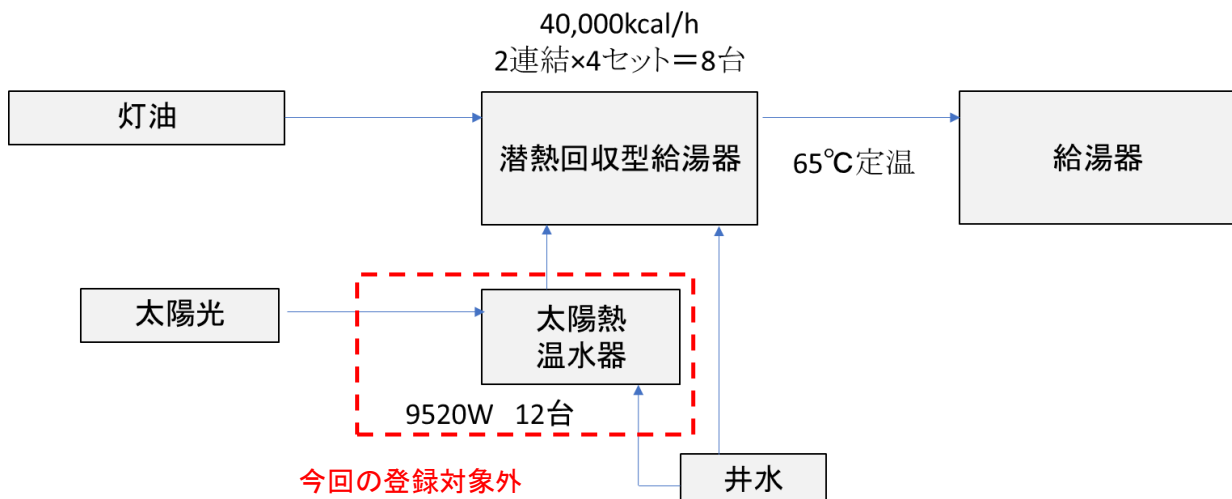 40,000kcal/h
2連結×4セット＝8台
灯油
潜熱回収型給湯器
65℃定温
給湯器
太陽光
太陽熱
温水器
9520W 12台
今回の登録対象外
井水